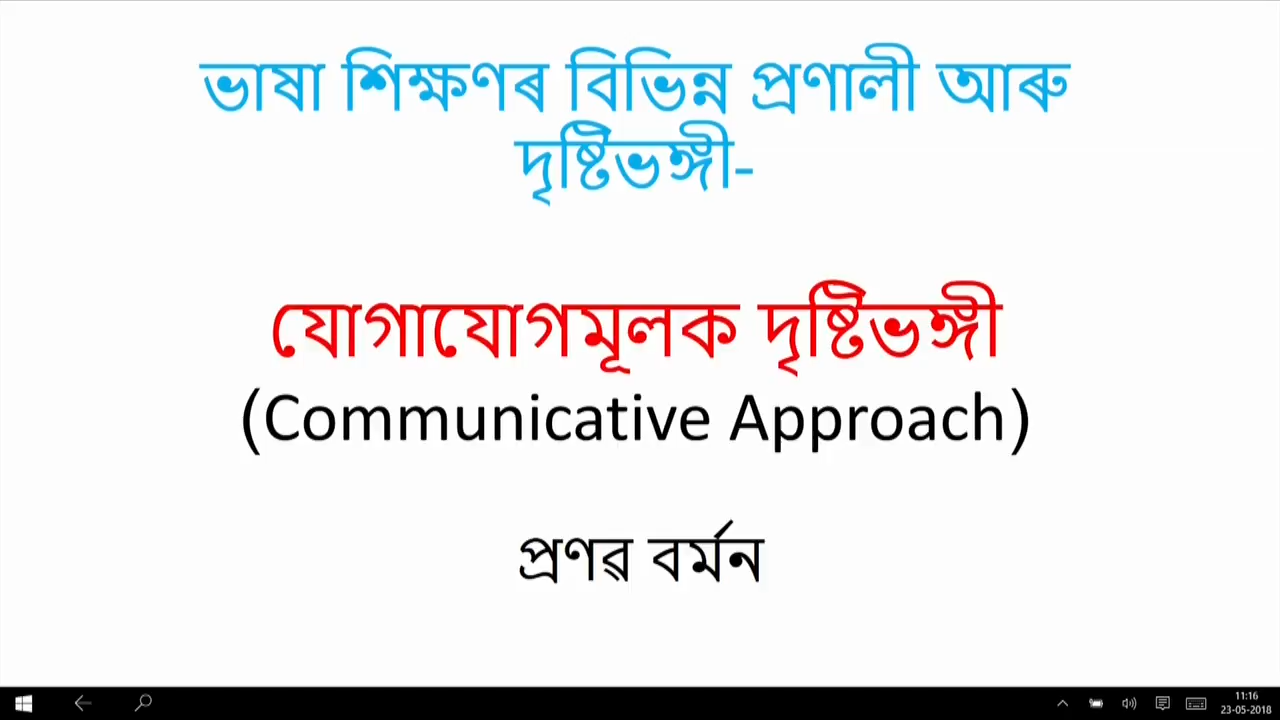 ভাষা শিক্ষণৰ বিভিন্ন প্ৰণালী আৰু
দৃষ্টিভঙ্গী-
যোগাযোগমূলক দৃষ্টিভঙ্গী
(Communicative Approach)
প্ৰণৱ বৰ্মন
11:16
23-05-2018